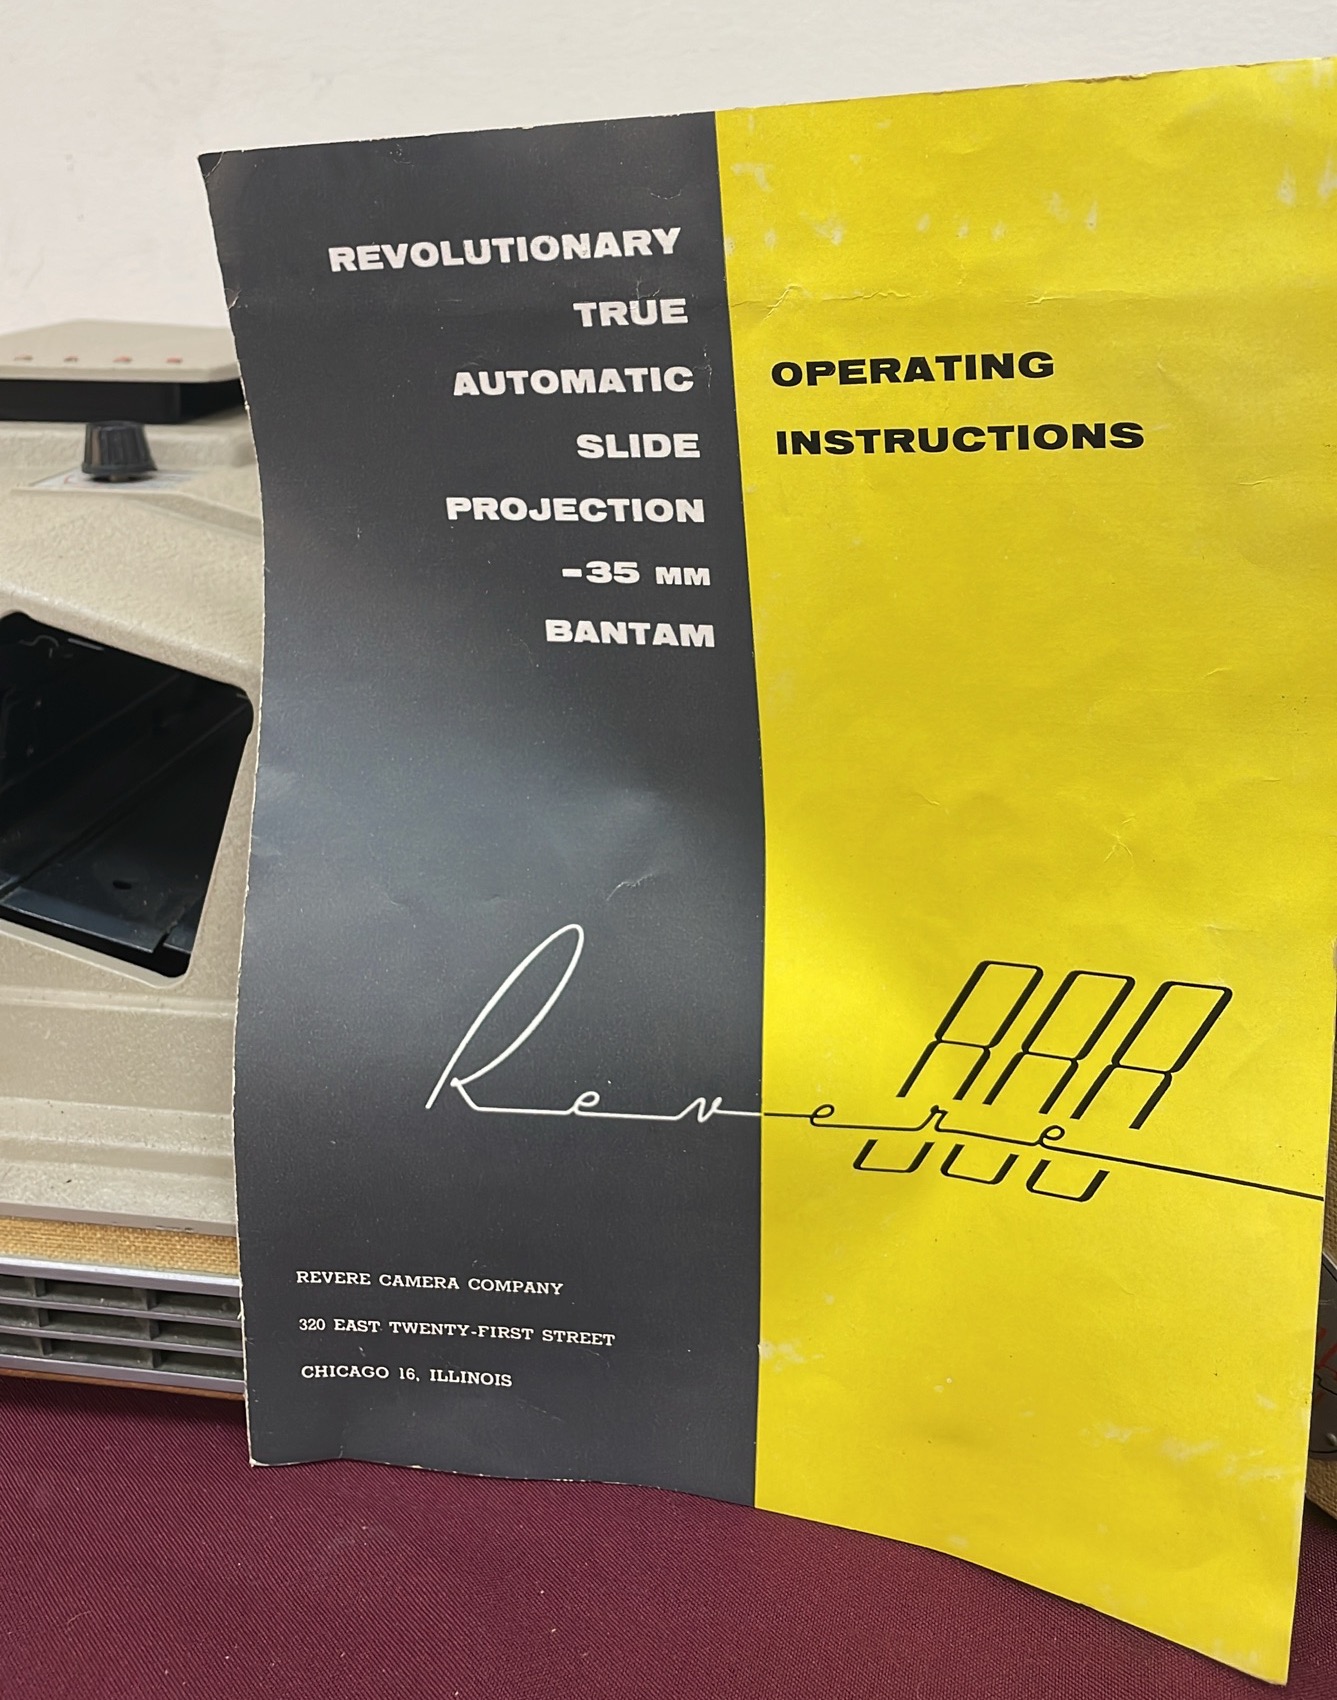 REVOLUTIONARY
TRUE
AUTOMATIC
SLIDE
PROJECTION
-35 MM
BANTAM
OPERATING
INSTRUCTIONS
888
Revere
REVERE CAMERA COMPANY
320 EAST TWENTY-FIRST STREET
CHICAGO 16, ILLINOIS